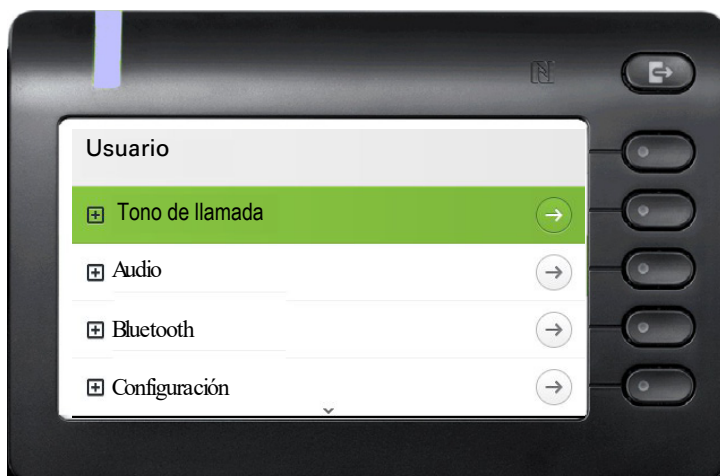 Usuario
Tono de llamada
Audio
Bluetooth
Configuración